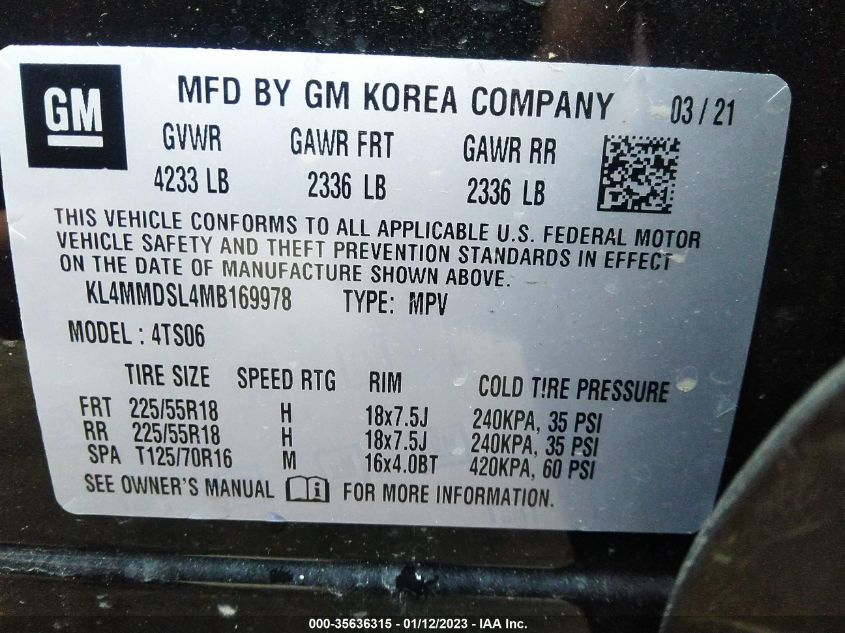 GM
MFD BY GM KOREA COMPANY 03 / 21
GVWR GAWR FRT GAWR RR
4233 LB 2336 LB 2336 LB
THIS VEHICLE CONFORMS TO ALL APPLICABLE U.S. FEDERAL MOTOR
VEHICLE SAFETY AND THEFT PREVENTION STANDARDS IN EFFECT
ON THE DATE OF MANUFACTURE SHOWN ABOVE.
KL4MMDSL4MB169978 TYPE: MPV
MODEL : 4TS06
TIRE SIZE SPEED RTG RIM COLD TIRE PRESSURE
FRT 225/55R18 H 18x7.5J 240KPA, 35 PSI
RR 225/55R18 H 18x7.5J 240KPA, 35 PSI
SPA T125/70R16 M 16x4.0BT 420KPA, 60 PSI
SEE OWNER'S MANUAL i FOR MORE INFORMATION.
000-35636315 - 01/12/2023 - IAA Inc.